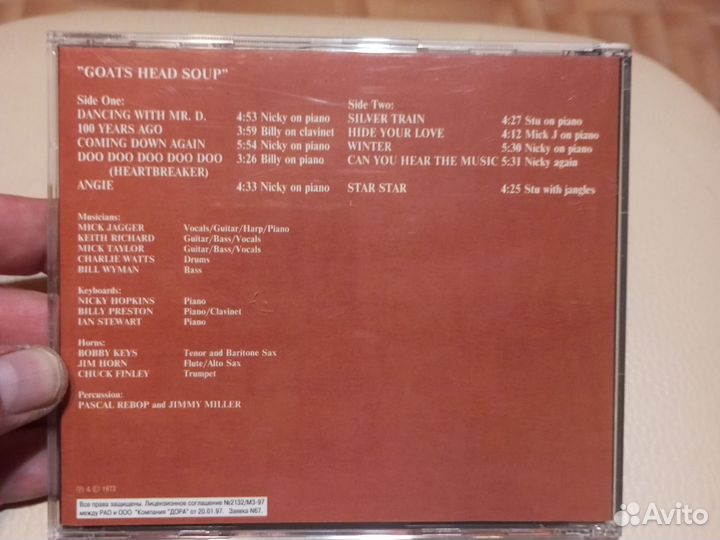 "GOATS HEAD SOUP"
Side One:
DANCING WITH MR. D. 4:53 Nicky on piano
100 YEARS AGO 3:59 Billy on clavinet
COMING DOWN AGAIN 5:54 Nicky on piano
DOO DOO DOO DOO DOO 3:26 Billy on piano
(HEARTBREAKER)
ANGIE 4:33 Nicky on piano
Side Two:
SILVER TRAIN 4:27 Stu on piano
HIDE YOUR LOVE 4:12 Mick J on piano
WINTER 5:30 Nicky on piano
CAN YOU HEAR THE MUSIC 5:31 Nicky again
STAR STAR 4:25 Stu with jangles
Musicians:
MICK JAGGER Vocals/Guitar/Harp/Piano
KEITH RICHARD Guitar/Bass/Vocals
MICK TAYLOR Guitar/Bass/Vocals
CHARLIE WATTS Drums
BILL WYMAN Bass
Keyboards:
NICKY HOPKINS Piano
BILLY PRESTON Piano/Clavinet
IAN STEWART Piano
Horns:
BOBBY KEYS Tenor and Baritone Sax
JIM HORN Flute/Alto Sax
CHUCK FINLEY Trumpet
Percussion:
PASCAL REBOP and JIMMY MILLER
℗ & © 1973
Все права защищены. Лицензионное соглашение №2132/МЗ-97
между РАО и ООО "Компания "ДОРА" от 20.01.97. Заявка N67.
Avito